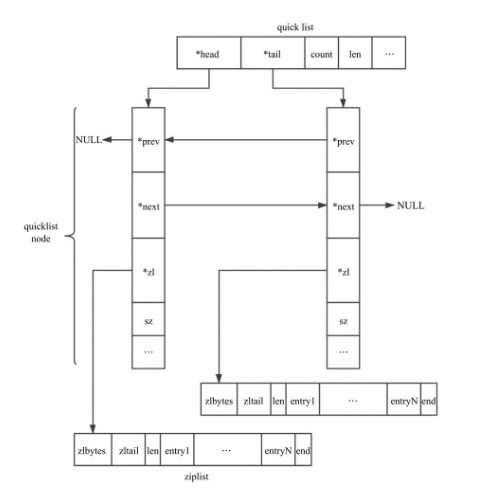 quick list
*head *tail count len ...
NULL *prev *prev
*next *next NULL
quicklist
node
*zl *zl
sz sz
... ...
zlbytes zltail len entry1 ... entryN end
zlbytes zltail len entry1 ... entryN end
ziplist